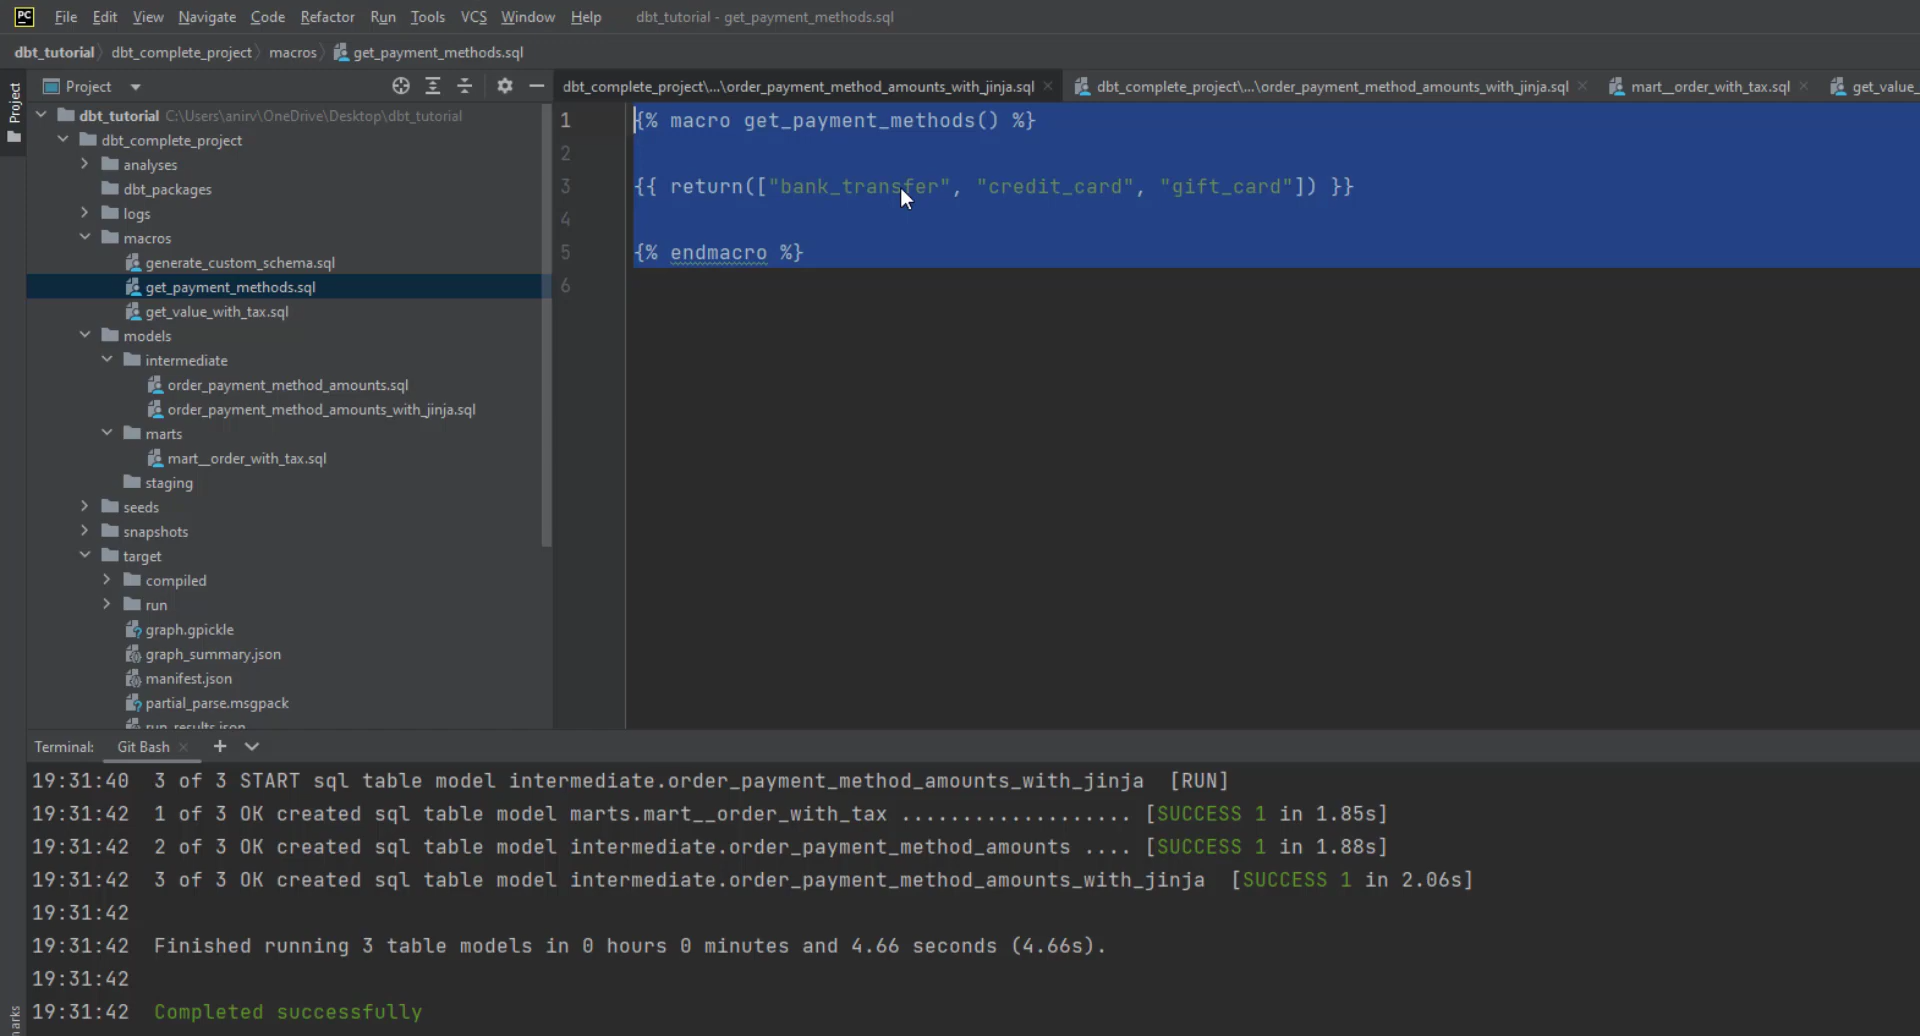 PC File Edit View Navigate Code Refactor Run Tools VCS Window Help dbt_tutorial - get_payment_methods.sql
dbt_tutorial dbt_complete_project macros get_payment_methods.sql
Project
Project
dbt_complete_project\...\order_payment_method_amounts_with_jinja.sql dbt_complete_project\...\order_payment_method_amounts_with_jinja.sql mart__order_with_tax.sql get_value_
dbt_tutorial C:\Users\anirv\OneDrive\Desktop\dbt_tutorial
dbt_complete_project
analyses
dbt_packages
logs
macros
generate_custom_schema.sql
get_payment_methods.sql
get_value_with_tax.sql
models
intermediate
order_payment_method_amounts.sql
order_payment_method_amounts_with_jinja.sql
marts
mart__order_with_tax.sql
staging
seeds
snapshots
target
compiled
run
graph.gpickle
graph_summary.json
manifest.json
partial_parse.msgpack
run_results.json
1 {% macro get_payment_methods() %}
2
3 {{ return(["bank_transfer", "credit_card", "gift_card"]) }}
4
5 {% endmacro %}
6
Terminal: Git Bash
19:31:40 3 of 3 START sql table model intermediate.order_payment_method_amounts_with_jinja [RUN]
19:31:42 1 of 3 OK created sql table model marts.mart__order_with_tax ................... [SUCCESS 1 in 1.85s]
19:31:42 2 of 3 OK created sql table model intermediate.order_payment_method_amounts .... [SUCCESS 1 in 1.88s]
19:31:42 3 of 3 OK created sql table model intermediate.order_payment_method_amounts_with_jinja [SUCCESS 1 in 2.06s]
19:31:42
19:31:42 Finished running 3 table models in 0 hours 0 minutes and 4.66 seconds (4.66s).
19:31:42
19:31:42 Completed successfully